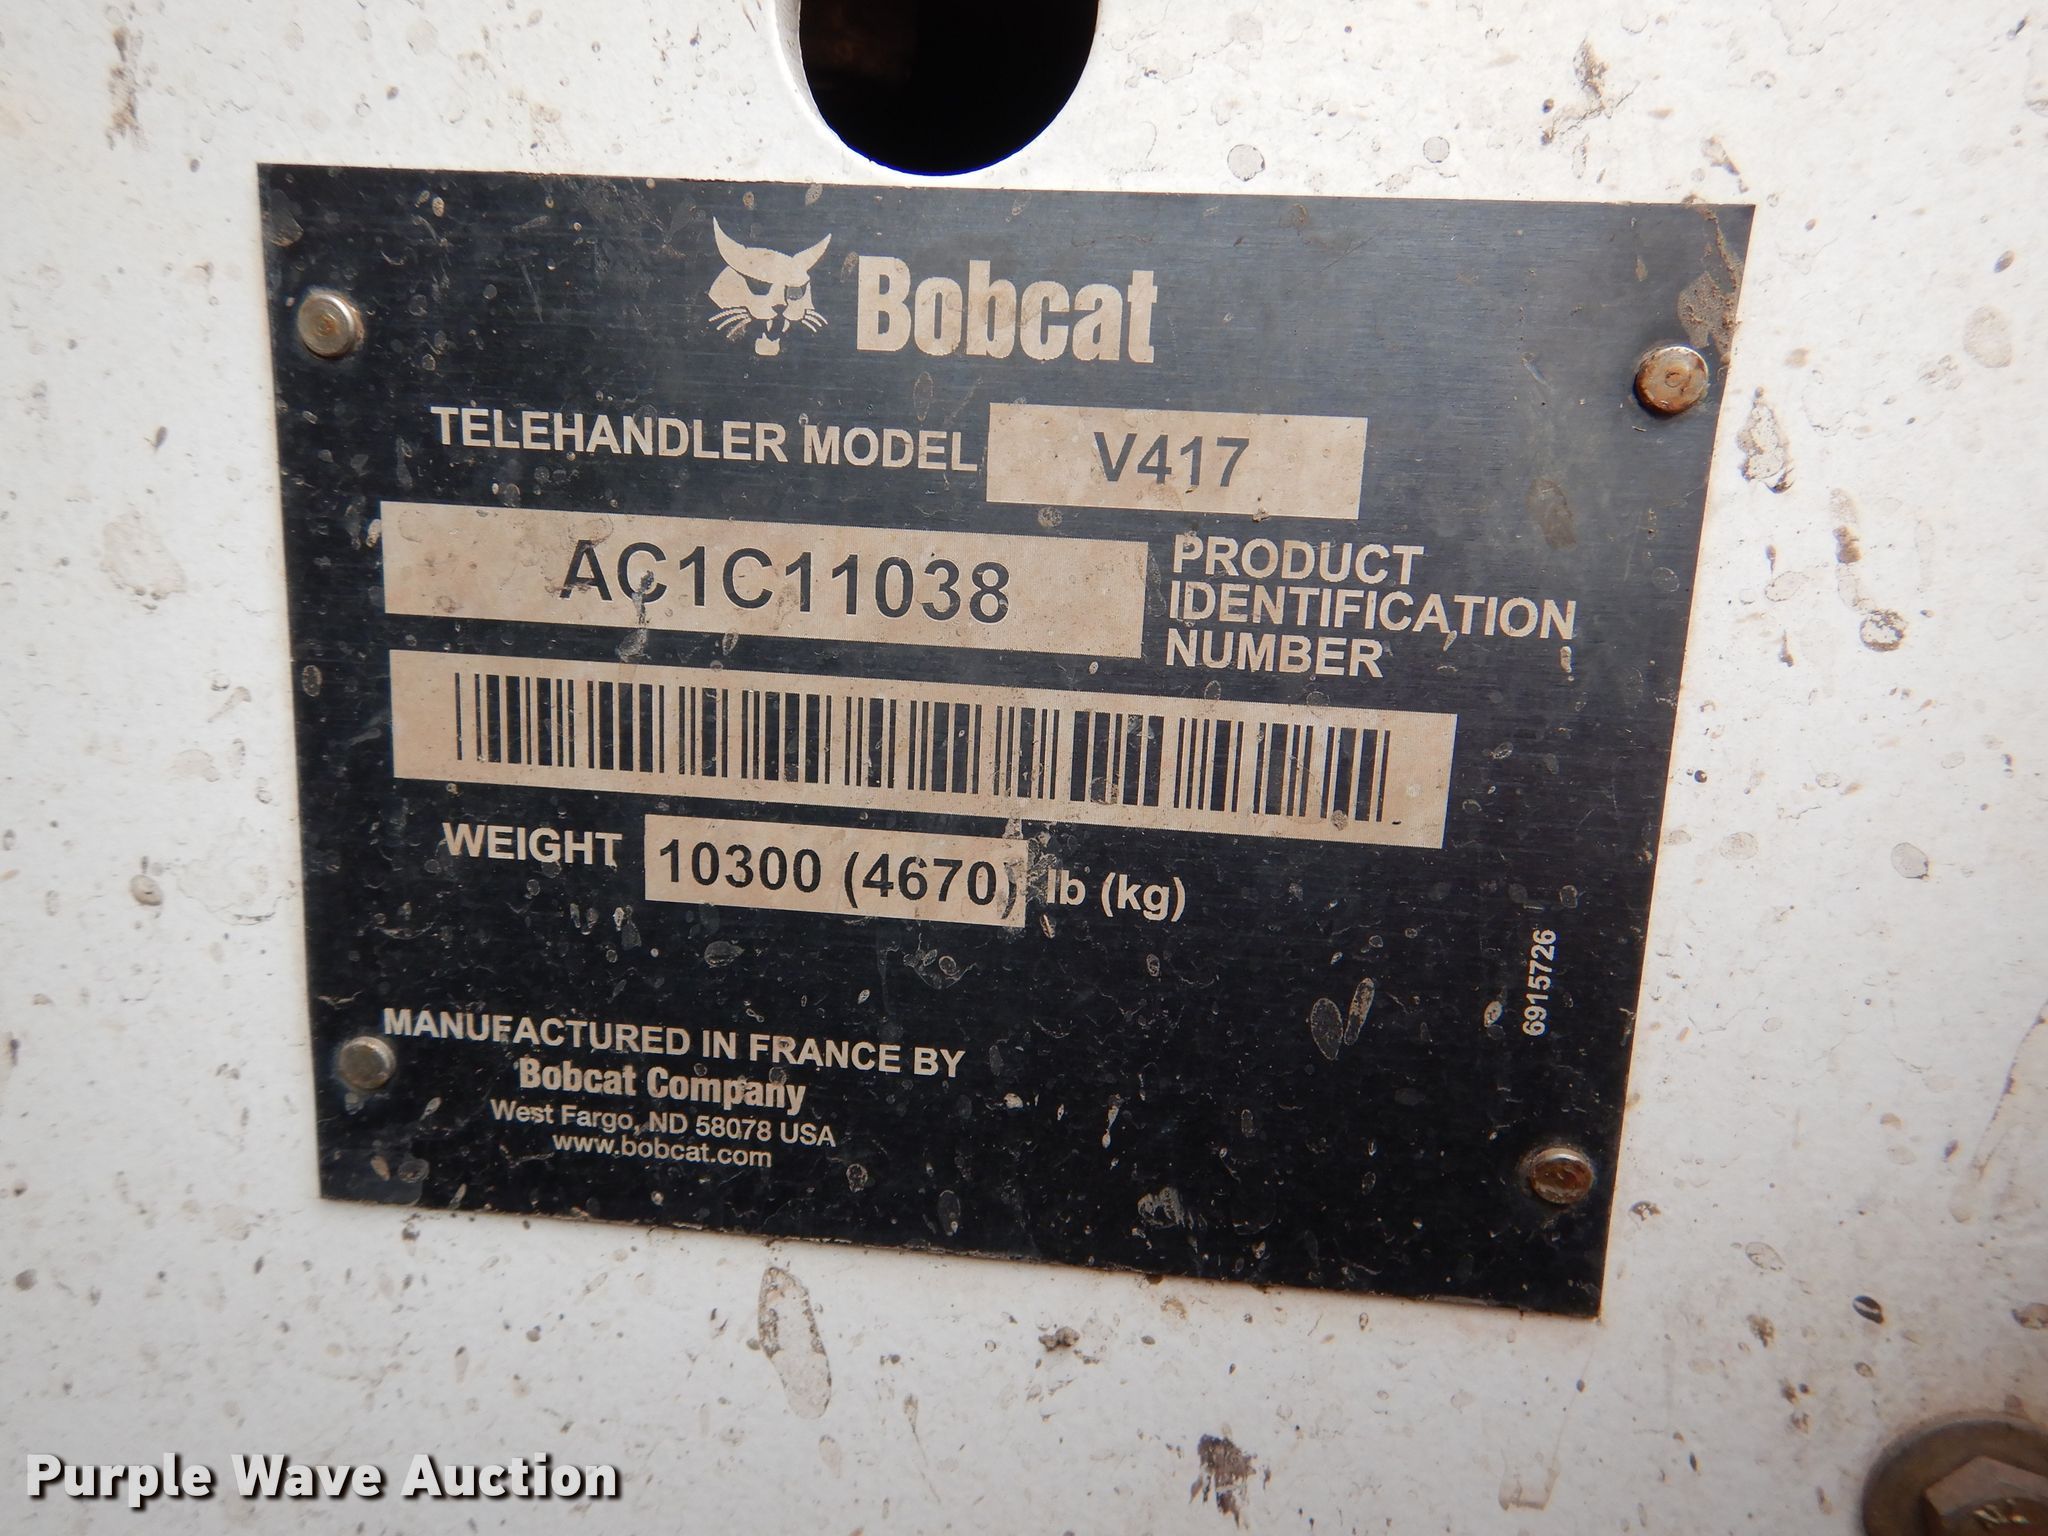 Bobcat
TELEHANDLER MODEL V417
AC1C11038
PRODUCT
IDENTIFICATION
NUMBER
WEIGHT 10300 (4670) lb (kg)
6915726
MANUFACTURED IN FRANCE BY
Bobcat Company
West Fargo, ND 58078 USA
www.bobcat.com
Purple Wave Auction